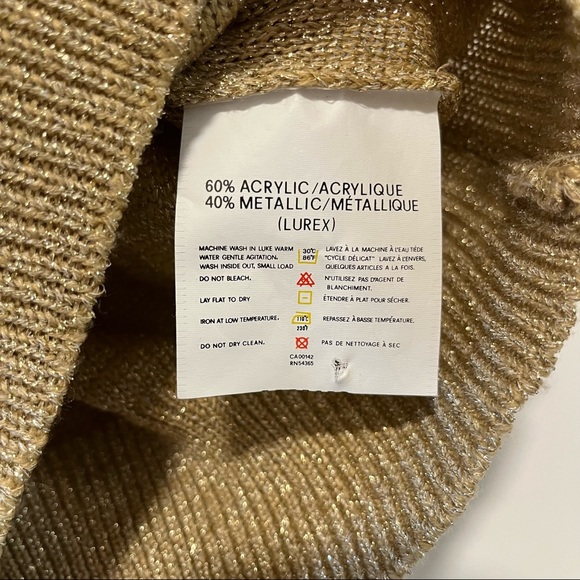 60% ACRYLIC/ACRYLIQUE
40% METALLIC/MÉTALLIQUE
(LUREX)
MACHINE WASH IN LUKE WARM
WATER GENTLE AGITATION.
WASH INSIDE OUT, SMALL LOAD
30°C
86°F
LAVEZ À LA MACHINE À L'EAU TIÈDE
"CYCLE DÉLICAT" LAVEZ À L'ENVERS,
QUELQUES ARTICLES A LA FOIS.
DO NOT BLEACH.
N'UTILISEZ PAS D'AGENT DE
BLANCHIMENT.
LAY FLAT TO DRY
ÉTENDRE À PLAT POUR SÉCHER.
IRON AT LOW TEMPERATURE.
110°C
230°F
REPASSEZ À BASSE TEMPÉRATURE.
DO NOT DRY CLEAN.
PAS DE NETTOYAGE À SEC
CA00142
RN54365